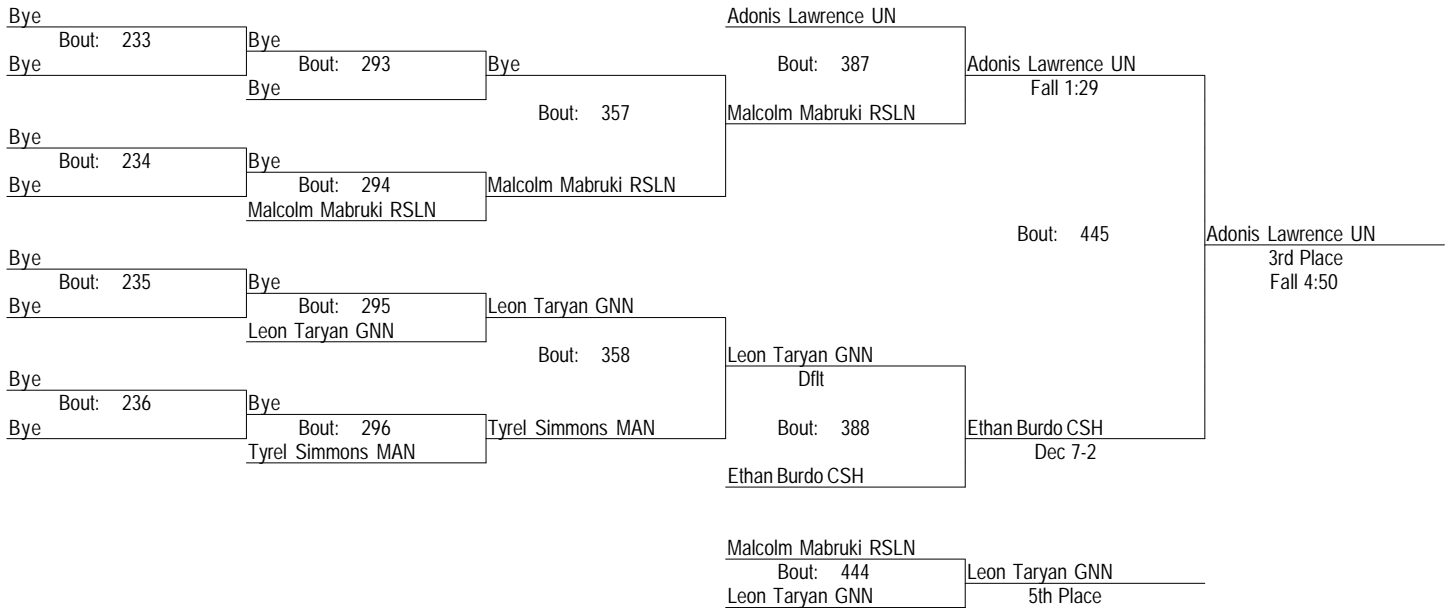 Bye
Bout: 233
Bye
Bye
Bout: 293
Bye
Bye
Bout: 234
Bye
Bye
Bout: 294
Malcolm Mabruki RSLN
Bye
Bout: 235
Bye
Bye
Bout: 295
Leon Taryan GNN
Bye
Bout: 236
Bye
Bye
Bout: 296
Tyrel Simmons MAN
Bye
Bout: 357
Malcolm Mabruki RSLN
Leon Taryan GNN
Bout: 358
Tyrel Simmons MAN
Adonis Lawrence UN
Bout: 387
Malcolm Mabruki RSLN
Leon Taryan GNN
Dflt
Bout: 388
Ethan Burdo CSH
Adonis Lawrence UN
Fall 1:29
Bout: 445
Ethan Burdo CSH
Dec 7-2
Adonis Lawrence UN
3rd Place
Fall 4:50
Malcolm Mabruki RSLN
Bout: 444
Leon Taryan GNN
Leon Taryan GNN
5th Place